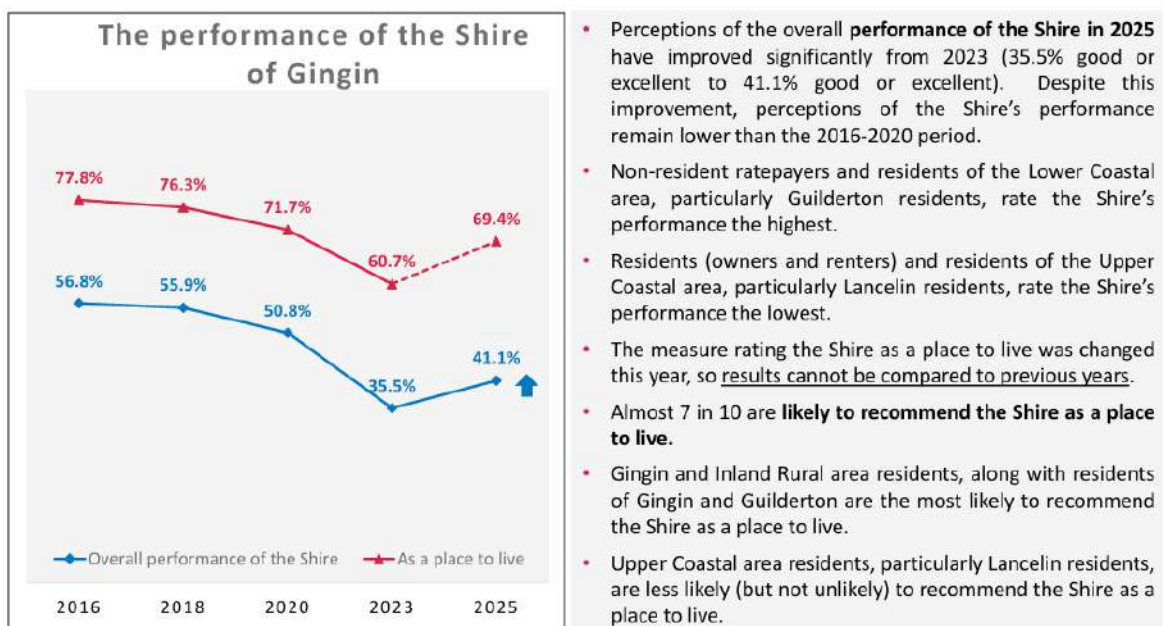 The performance of the Shire
of Gingin
77.8%
76.3%
71.7%
60.7%
69.4%
56.8%
55.9%
50.8%
35.5%
41.1%
Overall performance of the Shire
As a place to live
2016 2018 2020 2023 2025
• Perceptions of the overall performance of the Shire in 2025
have improved significantly from 2023 (35.5% good or
excellent to 41.1% good or excellent). Despite this
improvement, perceptions of the Shire's performance
remain lower than the 2016-2020 period.
• Non-resident ratepayers and residents of the Lower Coastal
area, particularly Guilderton residents, rate the Shire's
performance the highest.
• Residents (owners and renters) and residents of the Upper
Coastal area, particularly Lancelin residents, rate the Shire's
performance the lowest.
• The measure rating the Shire as a place to live was changed
this year, so results cannot be compared to previous years.
• Almost 7 in 10 are likely to recommend the Shire as a place
to live.
• Gingin and Inland Rural area residents, along with residents
of Gingin and Guilderton are the most likely to recommend
the Shire as a place to live.
• Upper Coastal area residents, particularly Lancelin residents,
are less likely (but not unlikely) to recommend the Shire as a
place to live.